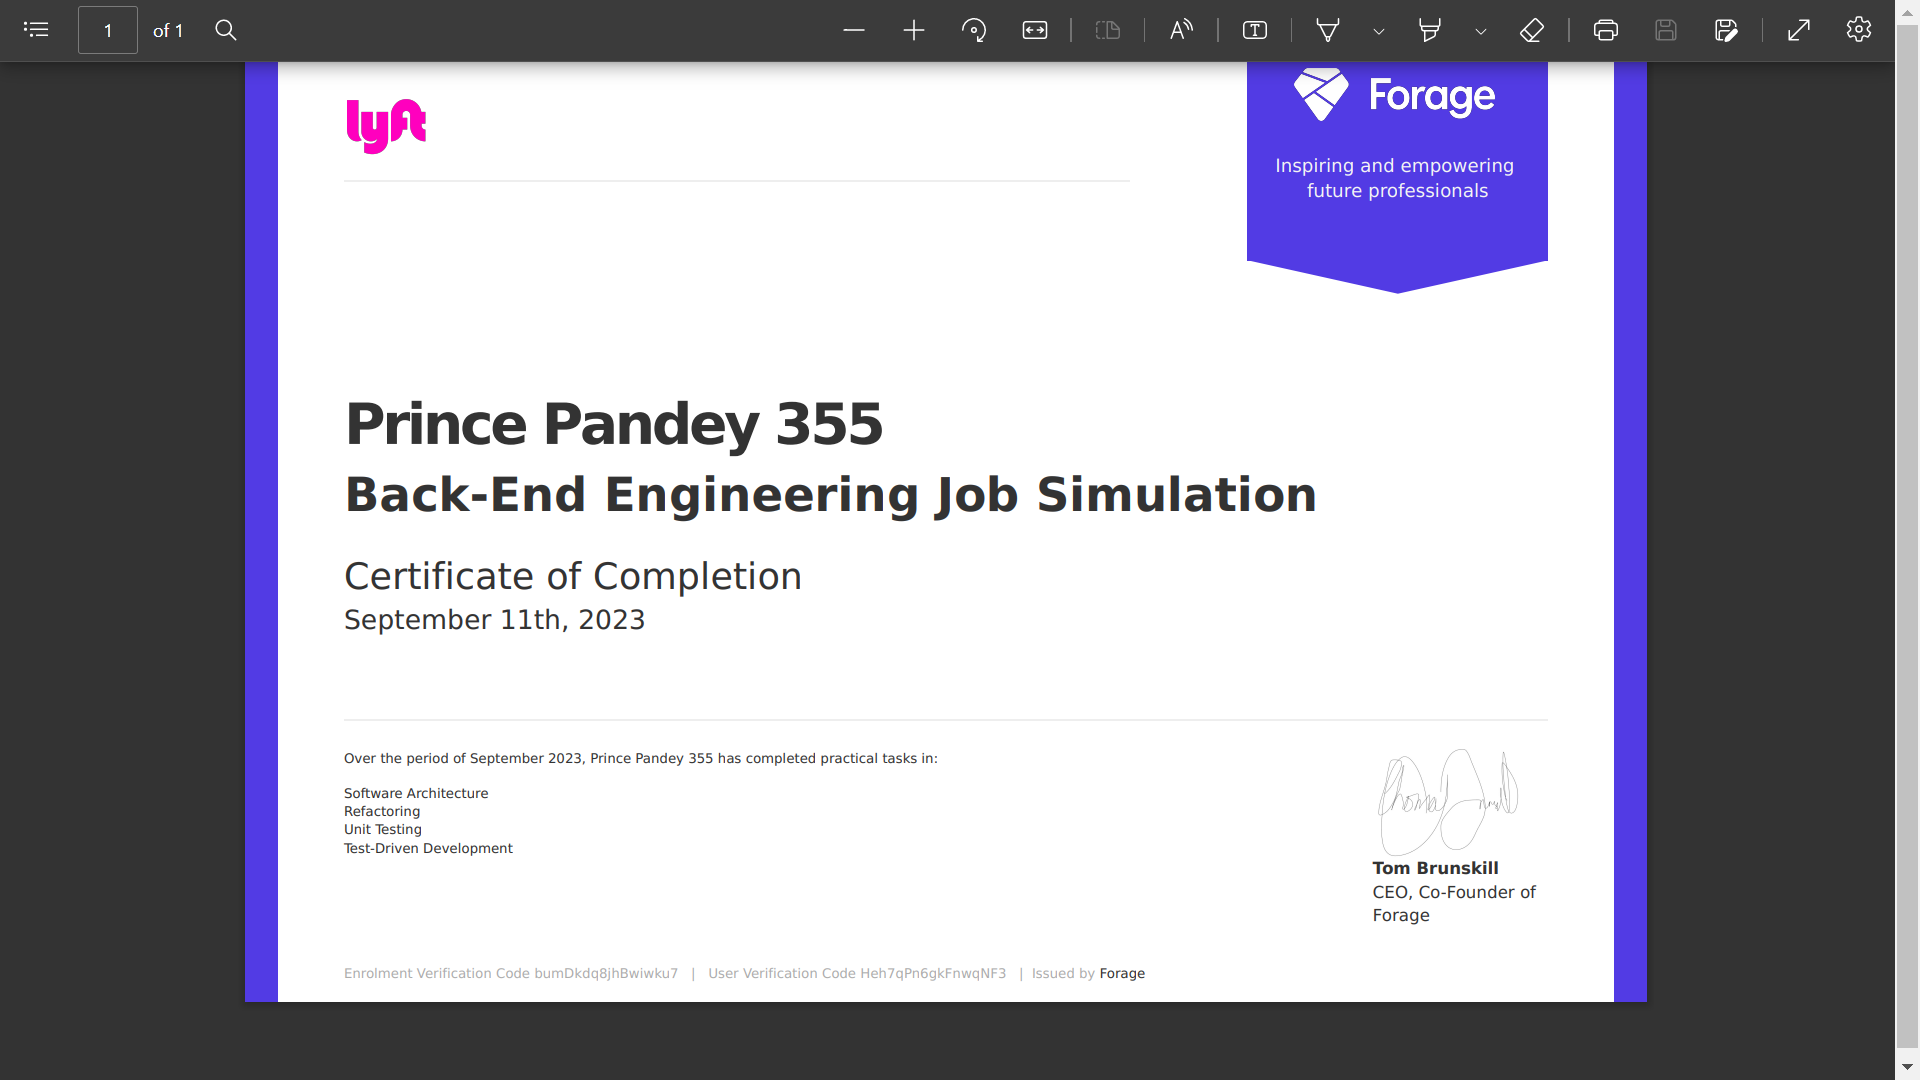 1 of 1
lyft
Forage
Inspiring and empowering
future professionals
Prince Pandey 355
Back-End Engineering Job Simulation
Certificate of Completion
September 11th, 2023
Over the period of September 2023, Prince Pandey 355 has completed practical tasks in:
Software Architecture
Refactoring
Unit Testing
Test-Driven Development
Tom Brunskill
CEO, Co-Founder of
Forage
Enrolment Verification Code bumDkdq8jhBwiwku7 | User Verification Code Heh7qPn6gkFnwqNF3 | Issued by Forage